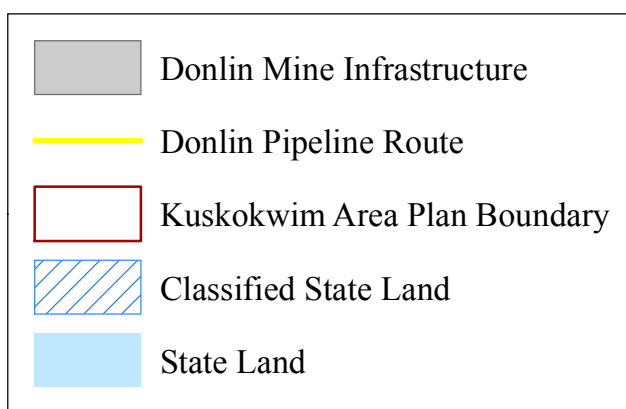 Donlin Mine Infrastructure
Donlin Pipeline Route
Kuskokwim Area Plan Boundary
Classified State Land
State Land